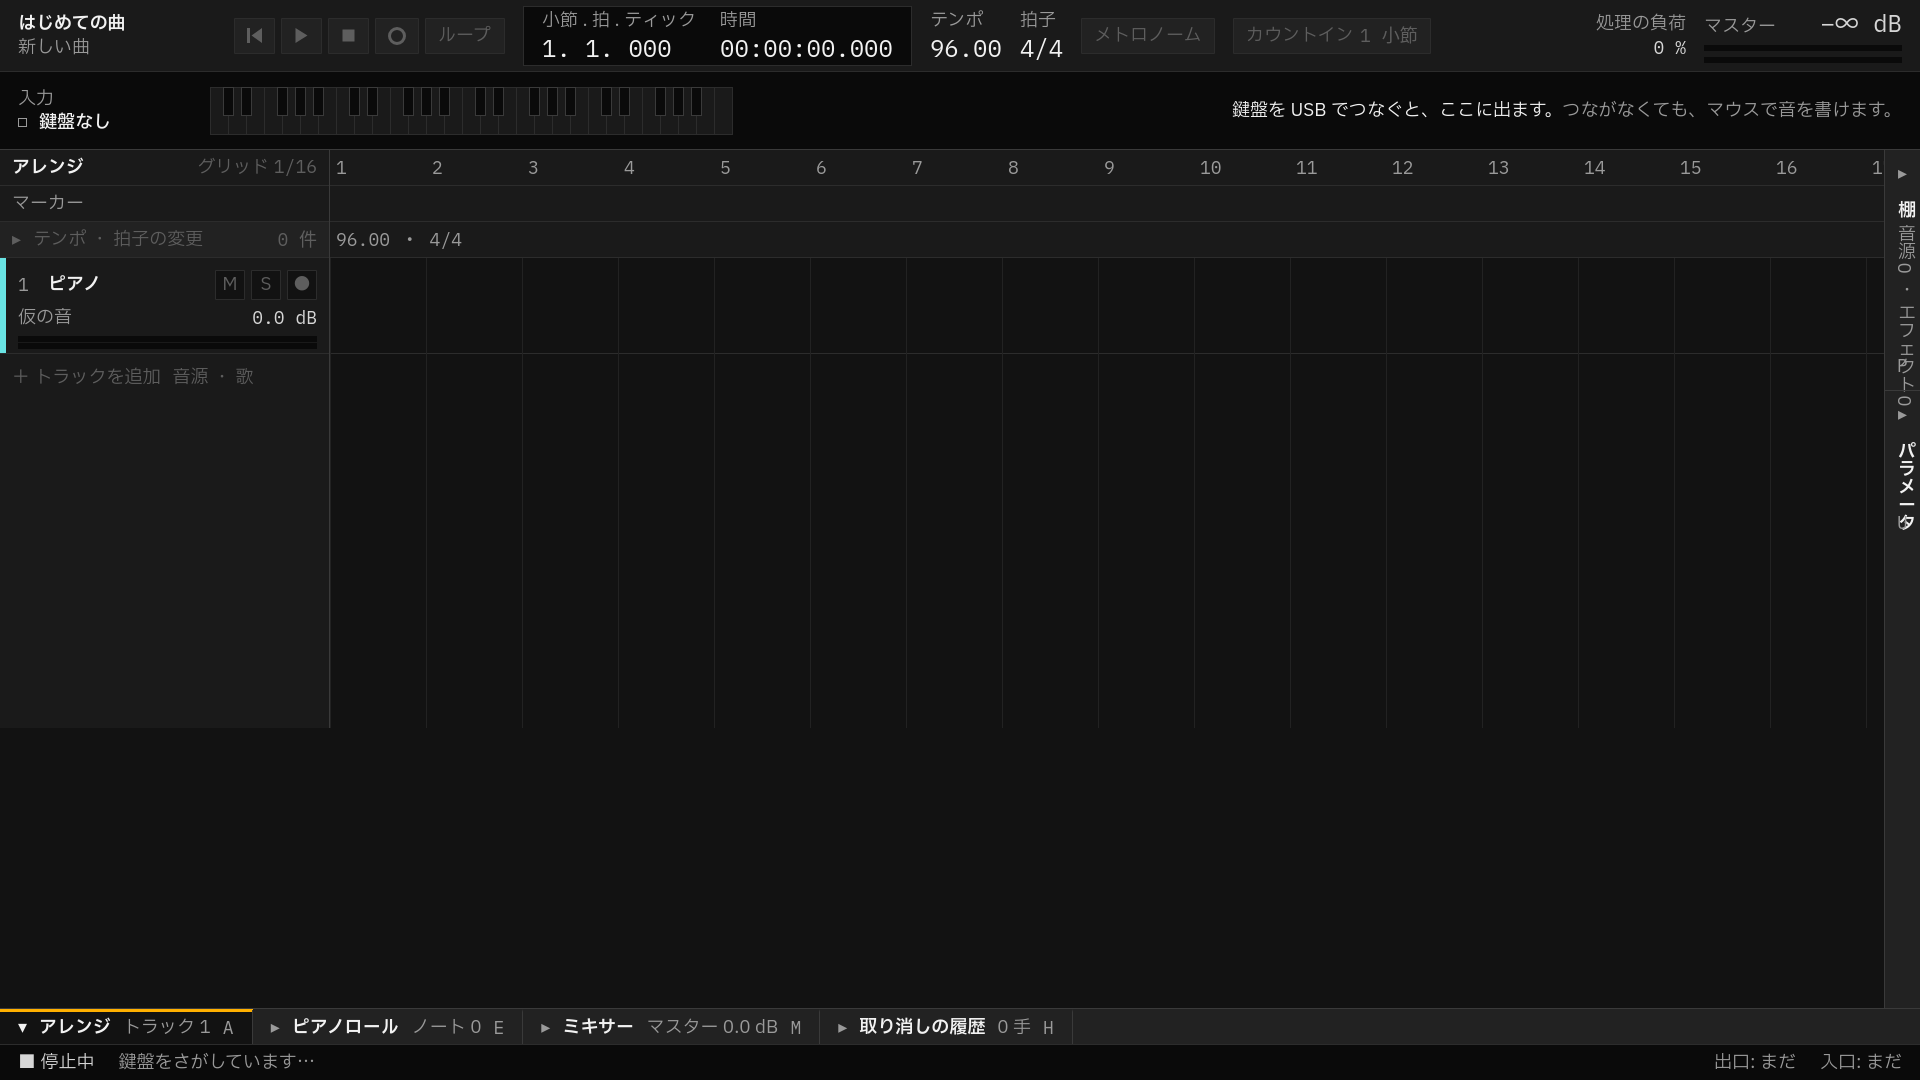 はじめての曲
新しい曲
ループ
小節 . 拍 . ティック 時間
1. 1. 000 00:00:00.000
テンポ 拍子
96.00 4/4
メトロノーム
カウントイン 1 小節
処理の負荷
0 %
マスター −∞ dB
入力
鍵盤なし
鍵盤を USB でつなぐと、ここに出ます。つながなくても、マウスで音を書けます。
アレンジ グリッド 1/16
1 2 3 4 5 6 7 8 9 10 11 12 13 14 15 16 1
マーカー
▶ テンポ · 拍子の変更 0 件
96.00 · 4/4
1 ピアノ M S
仮の音 0.0 dB
＋ トラックを追加 音源 · 歌
▶ 棚 音源 0 · エフェクト 0
▶ パラメータ
▼ アレンジ トラック 1 A
▶ ピアノロール ノート 0 E
▶ ミキサー マスター 0.0 dB M
▶ 取り消しの履歴 0 手 H
■ 停止中 鍵盤をさがしています…
出口: まだ 入口: まだ